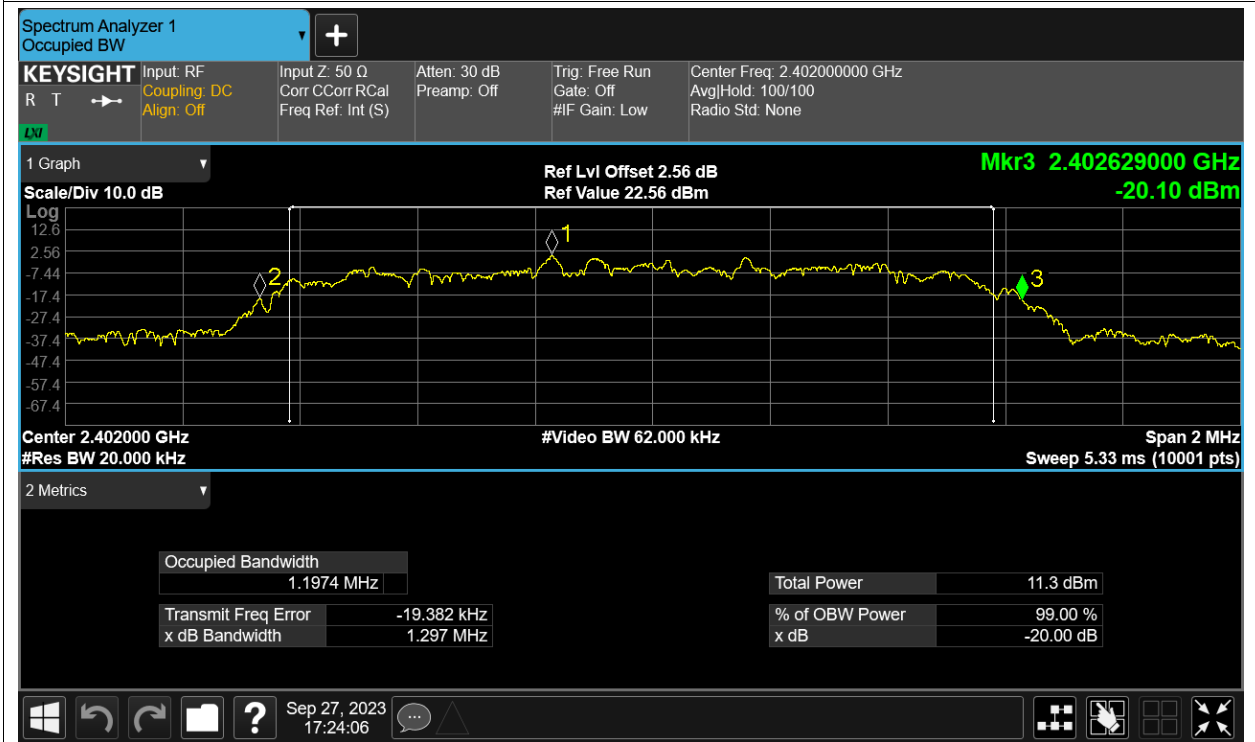 Spectrum Analyzer 1
Occupied BW
KEYSIGHT
R T
LXI
Input: RF
Coupling: DC
Align: Off
Input Z: 50 Ω
Corr CCorr RCal
Freq Ref: Int (S)
Atten: 30 dB
Preamp: Off
Trig: Free Run
Gate: Off
#IF Gain: Low
Center Freq: 2.402000000 GHz
Avg|Hold: 100/100
Radio Std: None
1 Graph
Scale/Div 10.0 dB
Ref Lvl Offset 2.56 dB
Ref Value 22.56 dBm
Mkr3 2.402629000 GHz
-20.10 dBm
Log
12.6
2.56
-7.44
-17.4
-27.4
-37.4
-47.4
-57.4
-67.4
1
2
3
Center 2.402000 GHz
#Video BW 62.000 kHz
Span 2 MHz
#Res BW 20.000 kHz
Sweep 5.33 ms (10001 pts)
2 Metrics
Occupied Bandwidth
1.1974 MHz
Total Power 11.3 dBm
Transmit Freq Error -19.382 kHz
% of OBW Power 99.00 %
x dB Bandwidth 1.297 MHz
x dB -20.00 dB
?
Sep 27, 2023
17:24:06